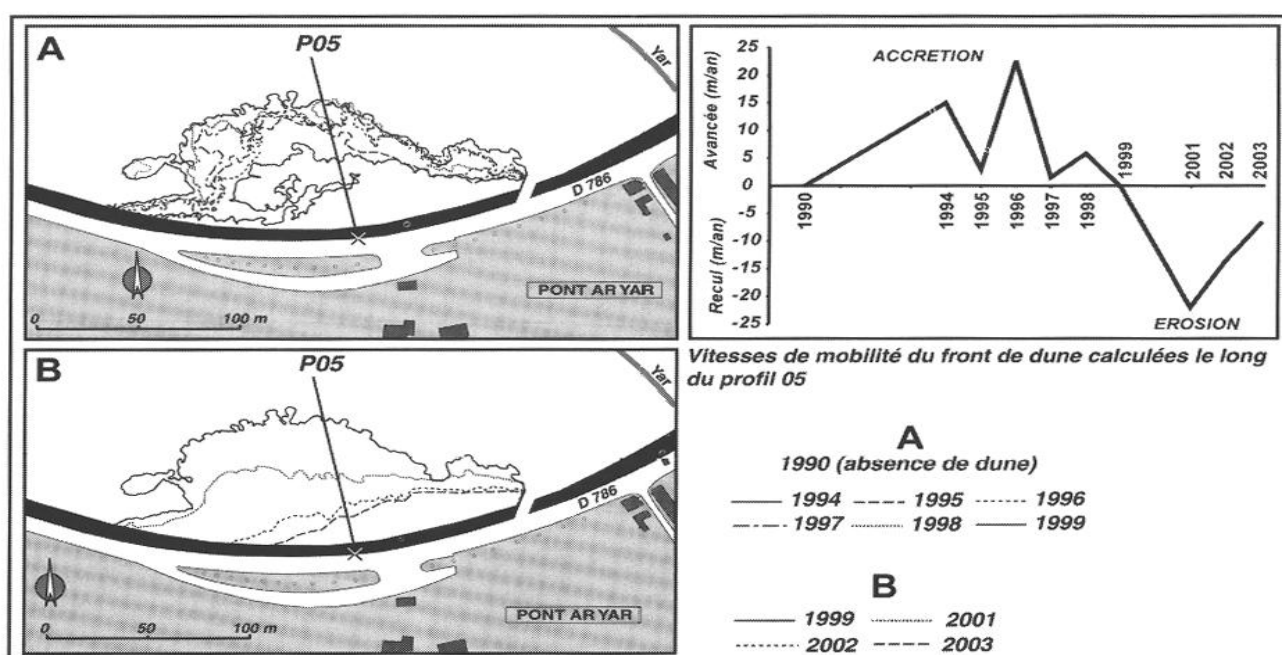 A
P05
Yar
D 786
PONT AR YAR
0 50 100 m
B
P05
Yar
D 786
PONT AR YAR
0 50 100 m
Avancée (m/an)
Recul (m/an)
25
20
15
10
5
0
-5
-10
-15
-20
-25
ACCRETION
1990
1994
1995
1996
1997
1998
1999
2001
2002
2003
EROSION
Vitesses de mobilité du front de dune calculées le long
du profil 05
A
1990 (absence de dune)
1994 1995 1996
1997 1998 1999
B
1999 2001
2002 2003